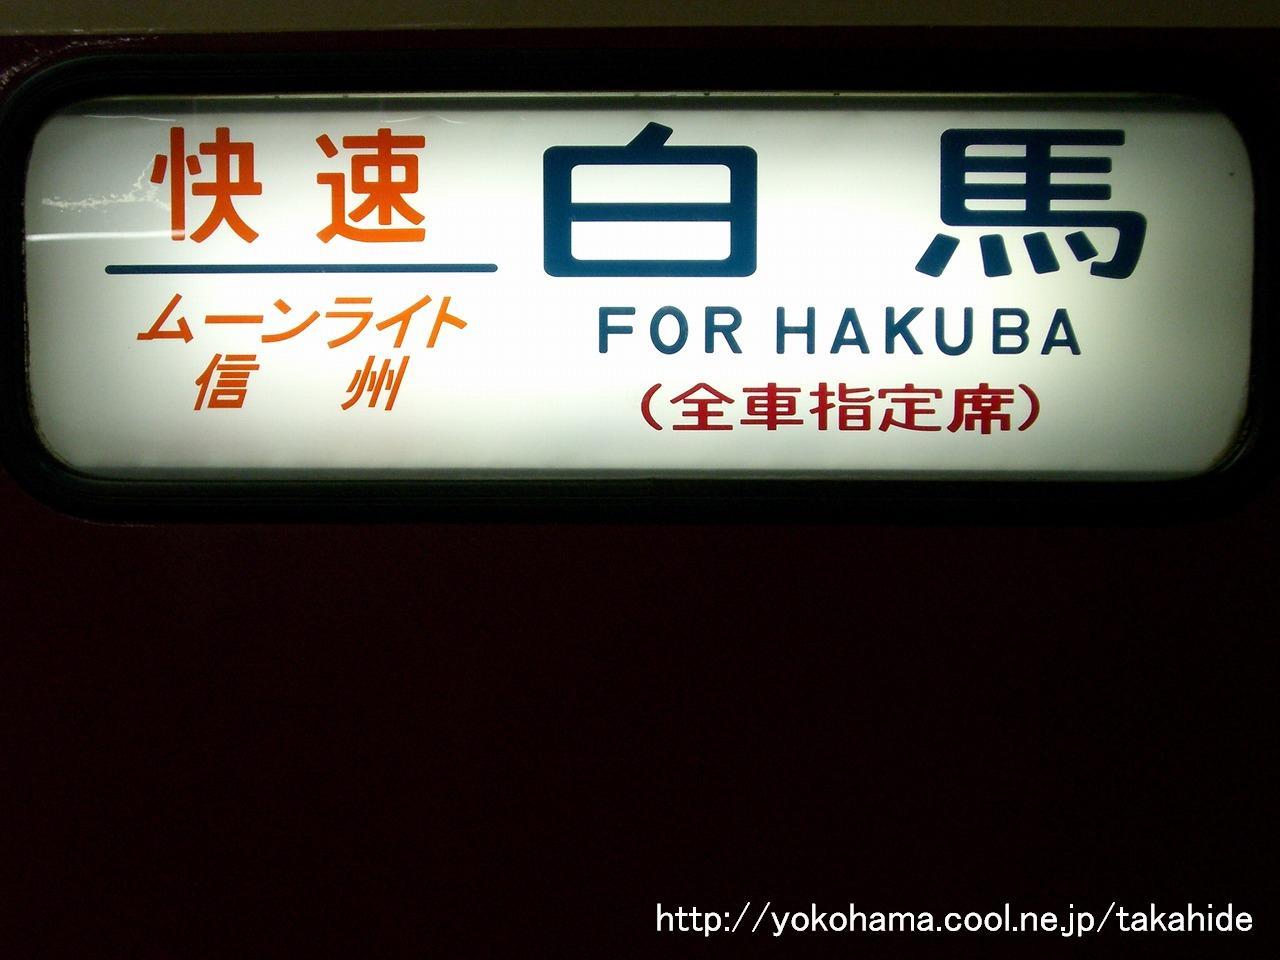 快速
ムーンライト
信州
白馬
FOR HAKUBA
(全車指定席)
http://yokohama.cool.ne.jp/takahide